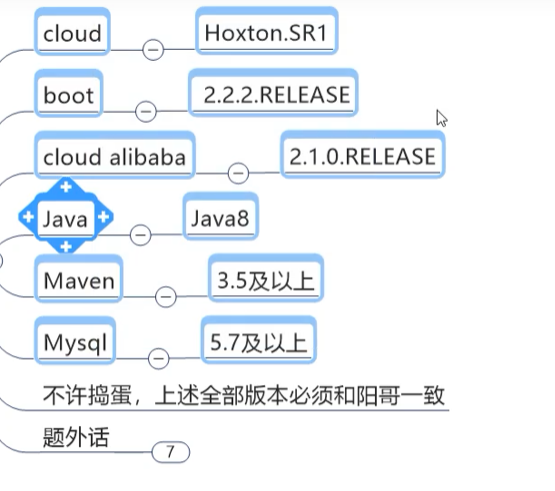 cloud Hoxton.SR1
boot 2.2.2.RELEASE
cloud alibaba 2.1.0.RELEASE
Java Java8
Maven 3.5及以上
Mysql 5.7及以上
不许捣蛋，上述全部版本必须和阳哥一致
题外话 7